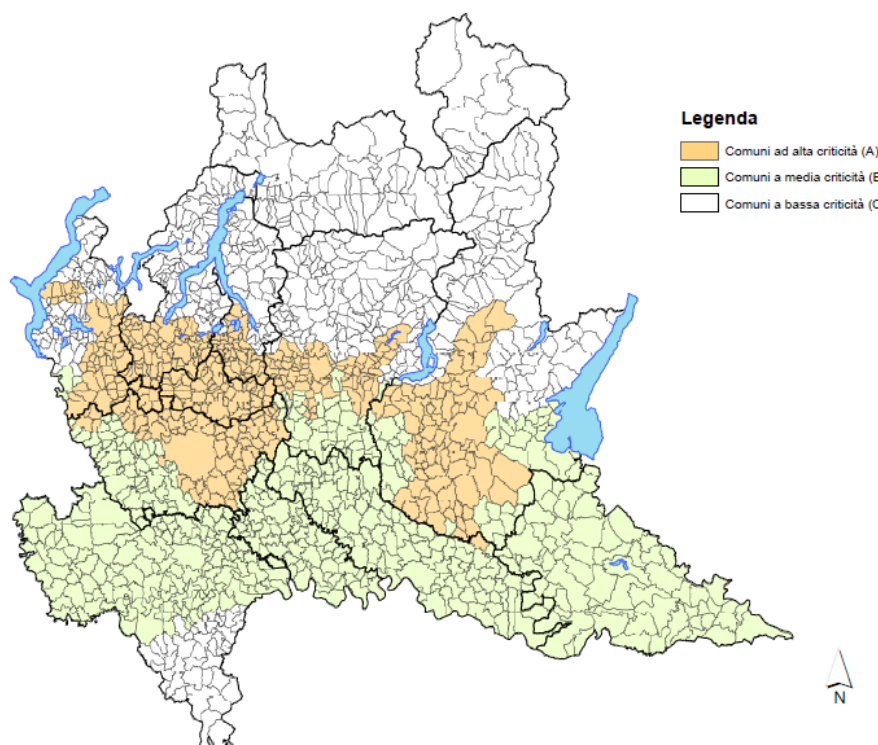 Legenda
Comuni ad alta criticità (A)
Comuni a media criticità (
Comuni a bassa criticità (
N